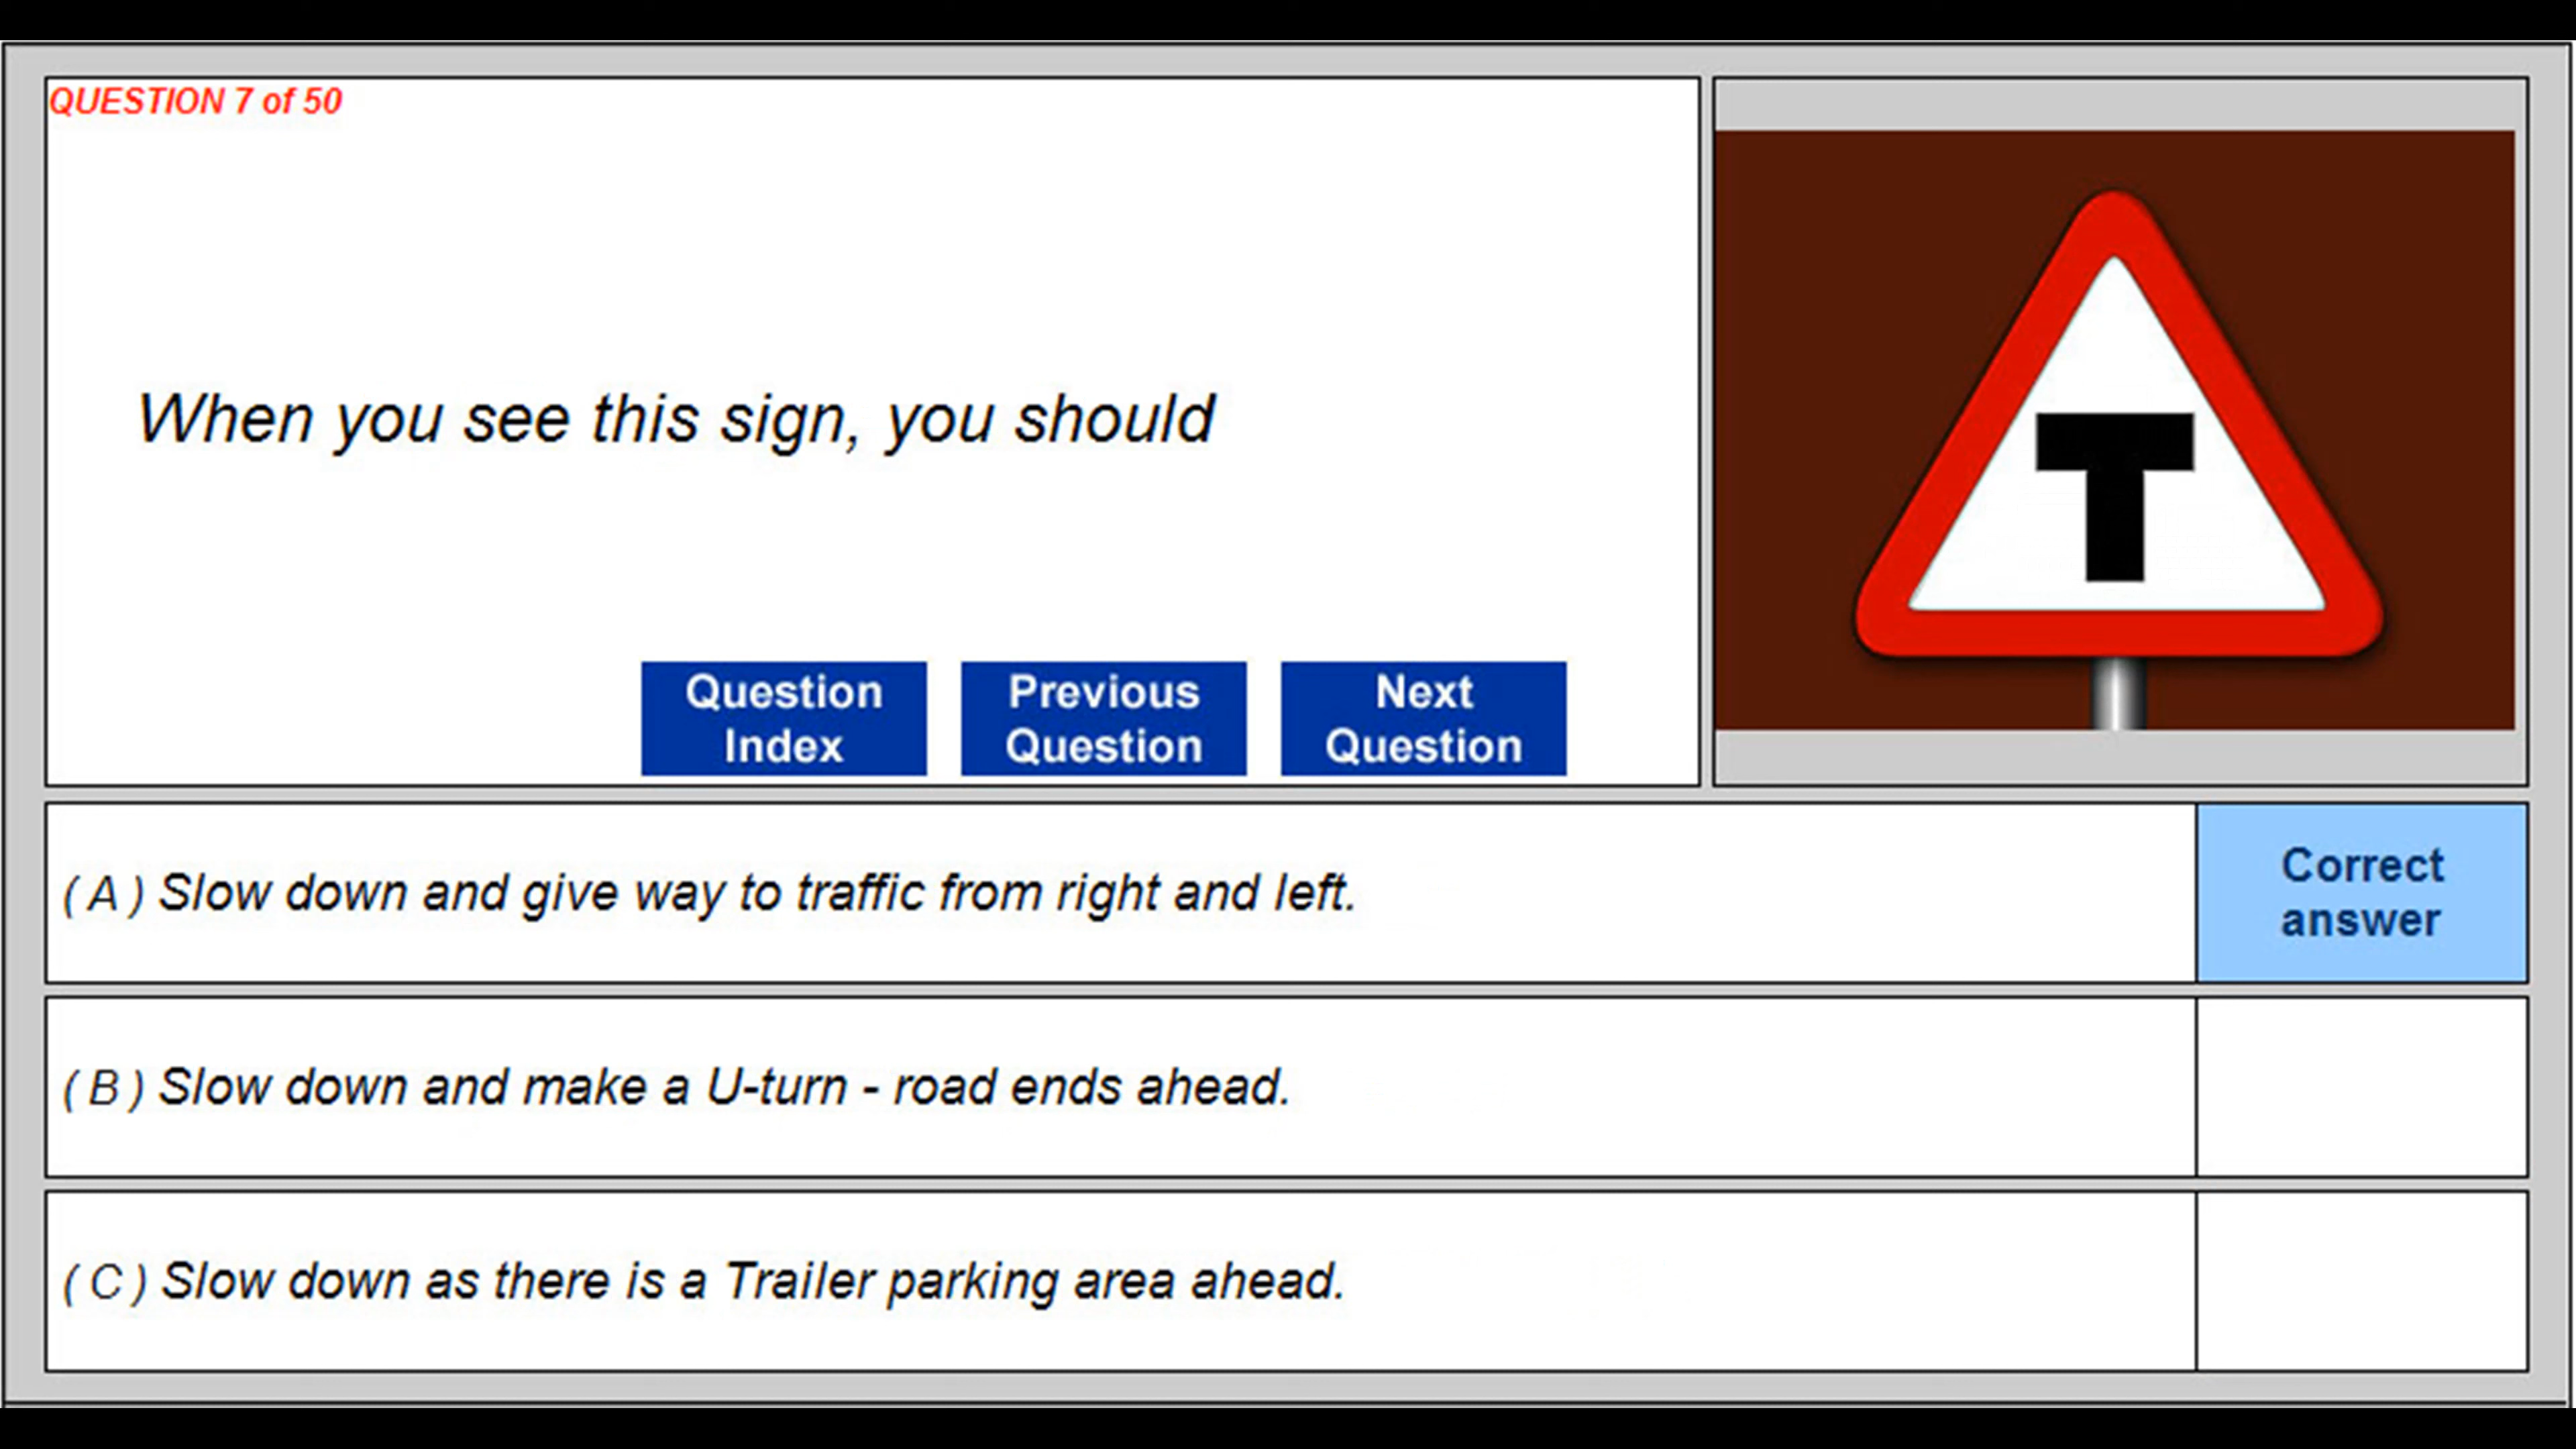 QUESTION 7 of 50
When you see this sign, you should
Question
Index
Previous
Question
Next
Question
( A ) Slow down and give way to traffic from right and left.
Correct
answer
( B ) Slow down and make a U-turn - road ends ahead.
( C ) Slow down as there is a Trailer parking area ahead.